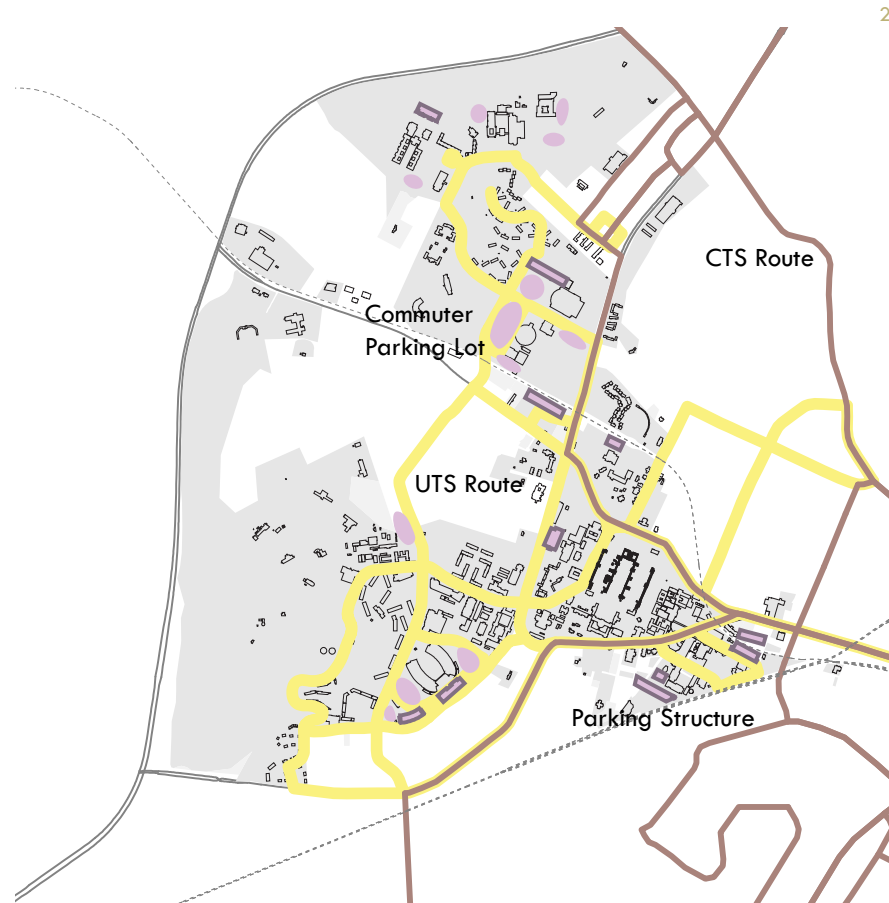 2
CTS Route
Commuter
Parking Lot
UTS Route
Parking Structure